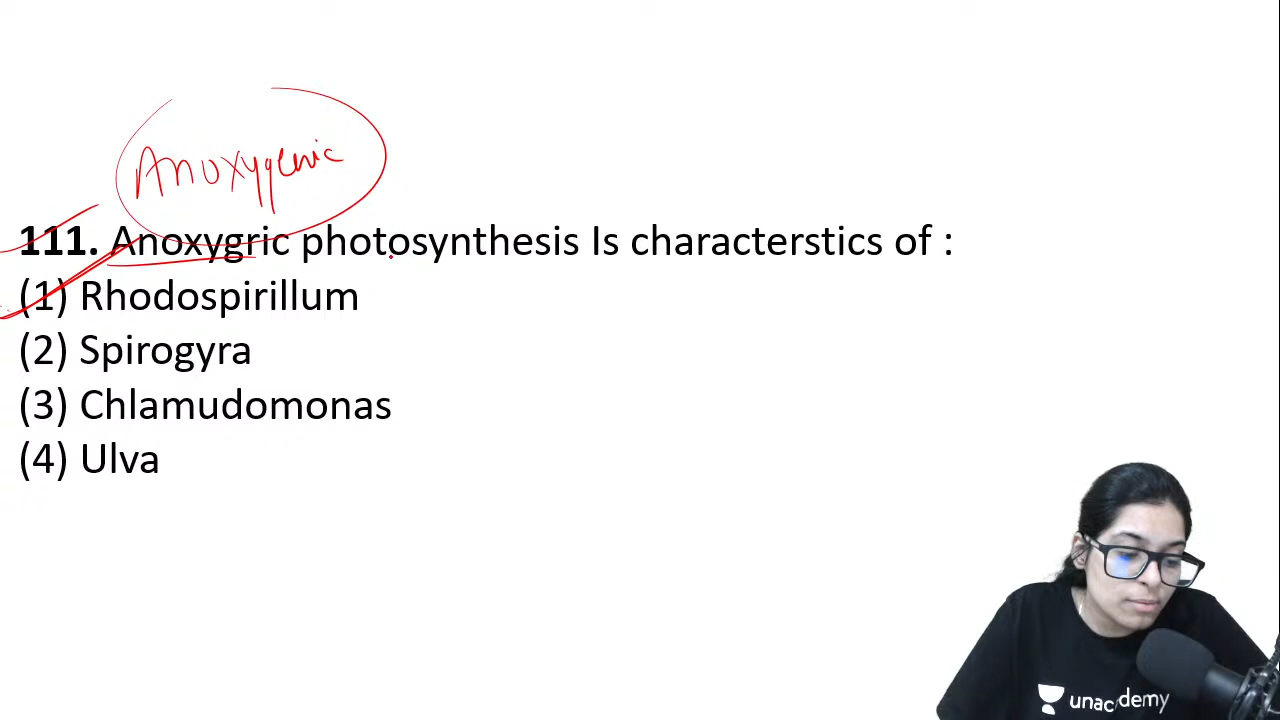 Anoxygenic
111. Anoxygric photosynthesis Is characterstics of :
(1) Rhodospirillum
(2) Spirogyra
(3) Chlamudomonas
(4) Ulva
unacademy